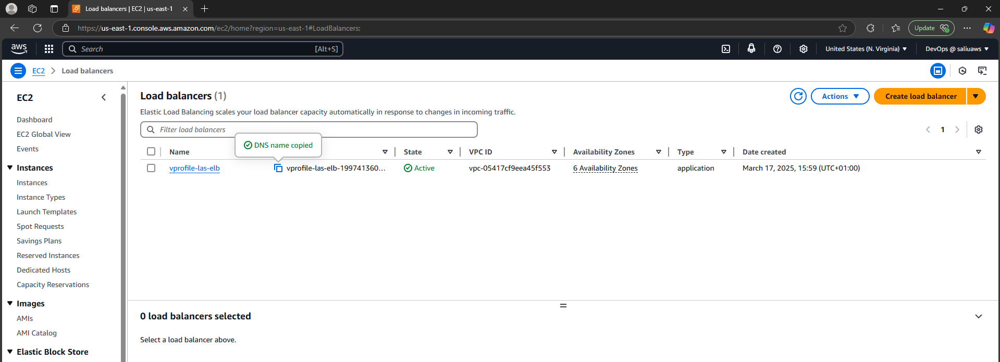 Load balancers | EC2 | us-east-1
https://us-east-1.console.aws.amazon.com/ec2/home?region=us-east-1#LoadBalancers:
Update
aws
Search
[Alt+S]
United States (N. Virginia)
DevOps @ saliuaws
EC2
Load balancers
EC2
Dashboard
EC2 Global View
Events
Instances
Instances
Instance Types
Launch Templates
Spot Requests
Savings Plans
Reserved Instances
Dedicated Hosts
Capacity Reservations
Images
AMIs
AMI Catalog
Elastic Block Store
Load balancers (1)
Actions
Create load balancer
Elastic Load Balancing scales your load balancer capacity automatically in response to changes in incoming traffic.
Filter load balancers
1
DNS name copied
Name
State
VPC ID
Availability Zones
Type
Date created
vprofile-las-elb
vprofile-las-elb-199741360...
Active
vpc-05417cf9eea45f553
6 Availability Zones
application
March 17, 2025, 15:59 (UTC+01:00)
0 load balancers selected
Select a load balancer above.